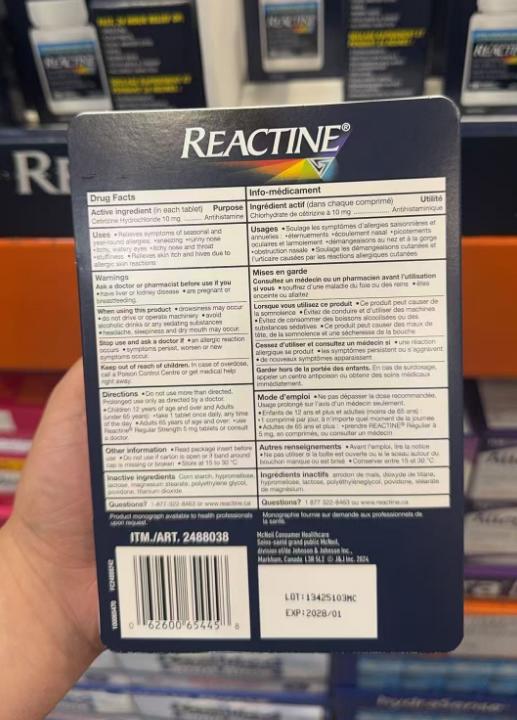 REACTINE®
Drug Facts
Active ingredient (in each tablet) Purpose
Cetirizine Hydrochloride 10 mg ........ Antihistamine
Uses • Relieves symptoms of seasonal and
year-round allergies: •sneezing •runny nose
•itchy, watery eyes •itchy nose and throat
•stuffiness • Relieves skin itch and hives due to
allergic skin reactions
Warnings
Ask a doctor or pharmacist before use if you
•have liver or kidney disease •are pregnant or
breastfeeding.
When using this product •drowsiness may occur
•do not drive or operate machinery •avoid
alcoholic drinks or any sedating substances
•headache, sleepiness and dry mouth may occur.
Stop use and ask a doctor if •an allergic reaction
occurs •symptoms persist, worsen or new
symptoms occur.
Keep out of reach of children. In case of overdose,
call a Poison Control Centre or get medical help
right away.
Directions •Do not use more than directed.
Prolonged use only as directed by a doctor.
•Children 12 years of age and over and Adults
(under 65 years): •take 1 tablet once daily, any time
of the day •Adults 65 years of age and over: •use
Reactine® Regular Strength 5 mg tablets or consult
a doctor
Other information •Read package insert before
use •Do not use if carton is open or if band around
cap is missing or broken •Store at 15 to 30 °C
Inactive ingredients Corn starch, hypromellose,
lactose, magnesium stearate, polyethylene glycol,
povidone, titanium dioxide
Questions? 1-877-322-8463 or www.reactine.ca
Product monograph available to health professionals
upon request.
Info-médicament
Ingrédient actif (dans chaque comprimé) Utilité
Chlorhydrate de cétirizine à 10 mg ........ Antihistaminique
Usages •Soulage les symptômes d'allergies saisonnières et
annuelles : •éternuements •écoulement nasal •picotements
oculaires et larmoiement •démangeaisons au nez et à la gorge
•obstruction nasale •Soulage les démangeaisons cutanées et
l'urticaire causées par les réactions allergiques cutanées
Mises en garde
Consultez un médecin ou un pharmacien avant l'utilisation
si vous •souffrez d'une maladie du foie ou des reins •êtes
enceinte ou allaitez
Lorsque vous utilisez ce produit •Ce produit peut causer de
la somnolence •Évitez de conduire et d'utiliser des machines
•Évitez de consommer des boissons alcoolisées ou des
substances sédatives •Ce produit peut causer des maux de
tête, de la somnolence et une sécheresse de la bouche.
Cessez d'utiliser et consultez un médecin si •une réaction
allergique se produit •les symptômes persistent ou s'aggravent
•de nouveaux symptômes apparaissent
Garder hors de la portée des enfants. En cas de surdosage,
appeler un centre antipoison ou obtenir des soins médicaux
immédiatement.
Mode d'emploi •Ne pas dépasser la dose recommandée.
Usage prolongé sur l'avis d'un médecin seulement.
•Enfants de 12 ans et plus et adultes (moins de 65 ans) :
•1 comprimé par jour, à n'importe quel moment de la journée
•Adultes de 65 ans et plus : •prendre REACTINE® Régulier à
5 mg, en comprimés, ou consulter un médecin
Autres renseignements •Avant l'emploi, lire la notice
•Ne pas utiliser si la boîte est ouverte ou si le sceau autour du
bouchon manque ou est brisé •Conserver entre 15 et 30 °C.
Ingrédients inactifs amidon de maïs, dioxyde de titane,
hypromellose, lactose, polyéthylèneglycol, povidone, stéarate
de magnésium.
Questions? 1 877 322-8463 ou www.reactine.ca
Monographie fournie sur demande aux professionnels de
la santé.
ITM./ART. 2488038
McNeil Consumer Healthcare
Soins-santé grand public McNeil,
division of/de Johnson & Johnson Inc.,
Markham, Canada L3R 5L2 © J&J Inc. 2024
0 62600 65445 8
LOT:13425103MC
EXP:2028/01
RE